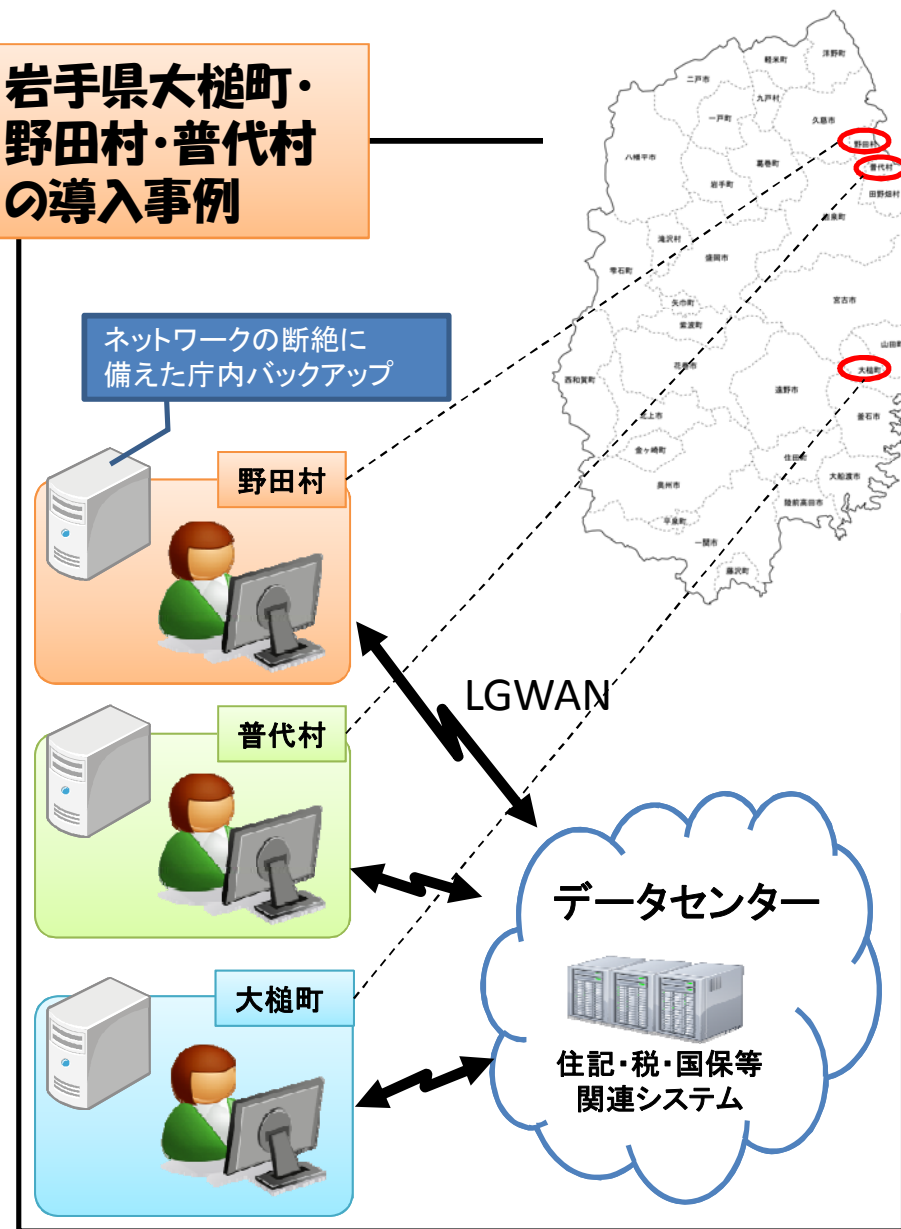 岩手県大槌町・
野田村・普代村
の導入事例
洋野町
軽米町
二戸市
九戸村
一戸町
久慈市
野田村
八幡平市
葛巻町
普代村
岩手町
田野畑村
岩泉町
滝沢村
盛岡市
雫石町
宮古市
矢巾町
紫波町
山田町
花巻市
大槌町
西和賀町
遠野市
北上市
釜石市
金ヶ崎町
住田町
大船渡市
奥州市
陸前高田市
平泉町
一関市
藤沢町
ネットワークの断絶に
備えた庁内バックアップ
野田村
LGWAN
普代村
データセンター
大槌町
住記・税・国保等
関連システム